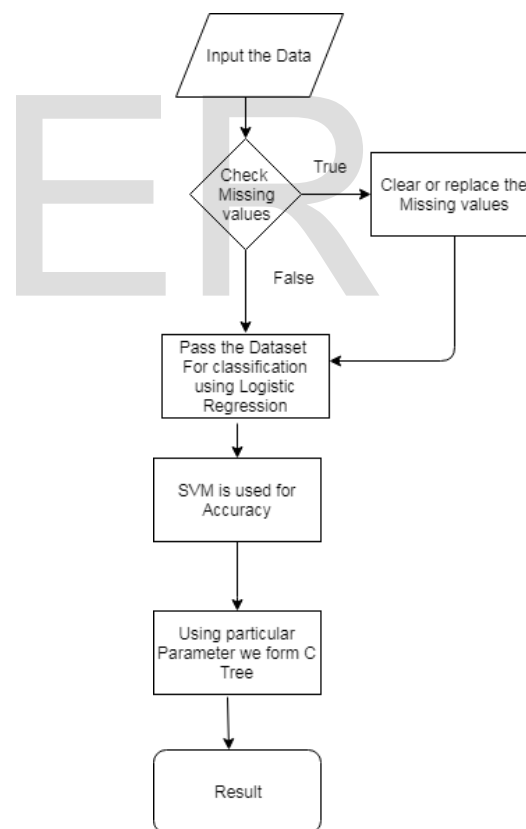 Input the Data
ER
Check
Missing
values
True
Clear or replace the
Missing values
False
Pass the Dataset
For classification
using Logistic
Regression
SVM is used for
Accuracy
Using particular
Parameter we form C
Tree
Result